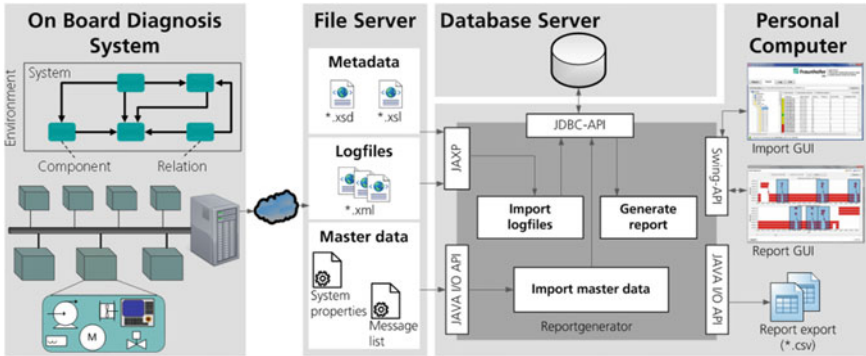 On Board Diagnosis
System
Environment
System
Component
Relation
M
File Server
Metadata
*.xsd
*.xsl
Logfiles
*.xml
Master data
System
properties
Message
list
Database Server
JDBC-API
JAXP
Import
logfiles
Generate
report
JAVA I/O API
Import master data
Reportgenerator
Swing-API
JAVA I/O API
Personal
Computer
Fraunhofer
Import GUI
Report GUI
Report export
(*.csv)